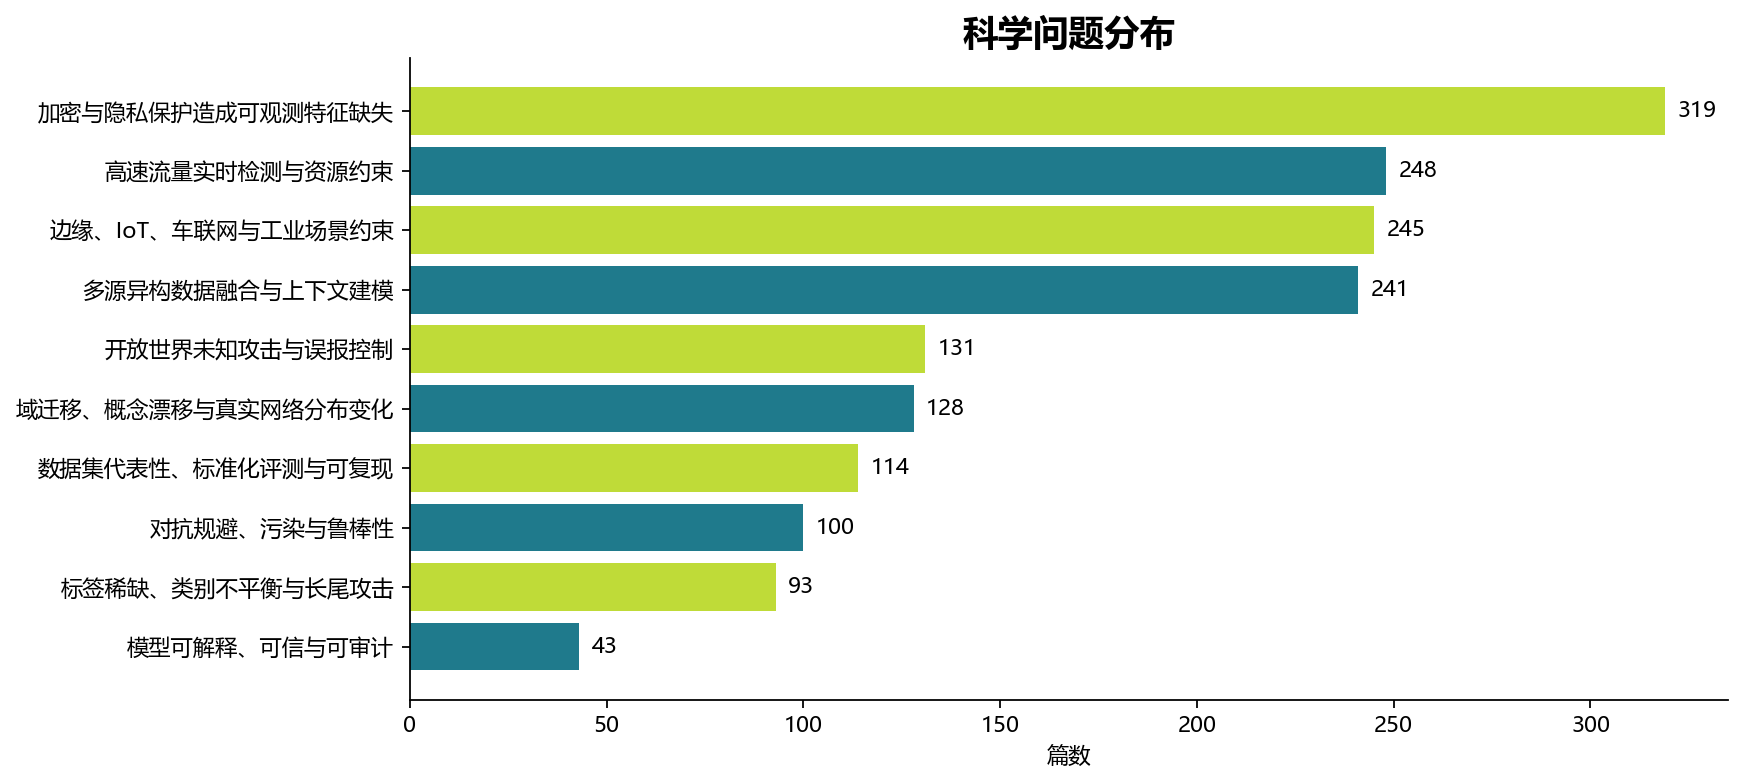 科学问题分布
加密与隐私保护造成可观测特征缺失 319
高速流量实时检测与资源约束 248
边缘、IoT、车联网与工业场景约束 245
多源异构数据融合与上下文建模 241
开放世界未知攻击与误报控制 131
域迁移、概念漂移与真实网络分布变化 128
数据集代表性、标准化评测与可复现 114
对抗规避、污染与鲁棒性 100
标签稀缺、类别不平衡与长尾攻击 93
模型可解释、可信与可审计 43
0 50 100 150 200 250 300
篇数